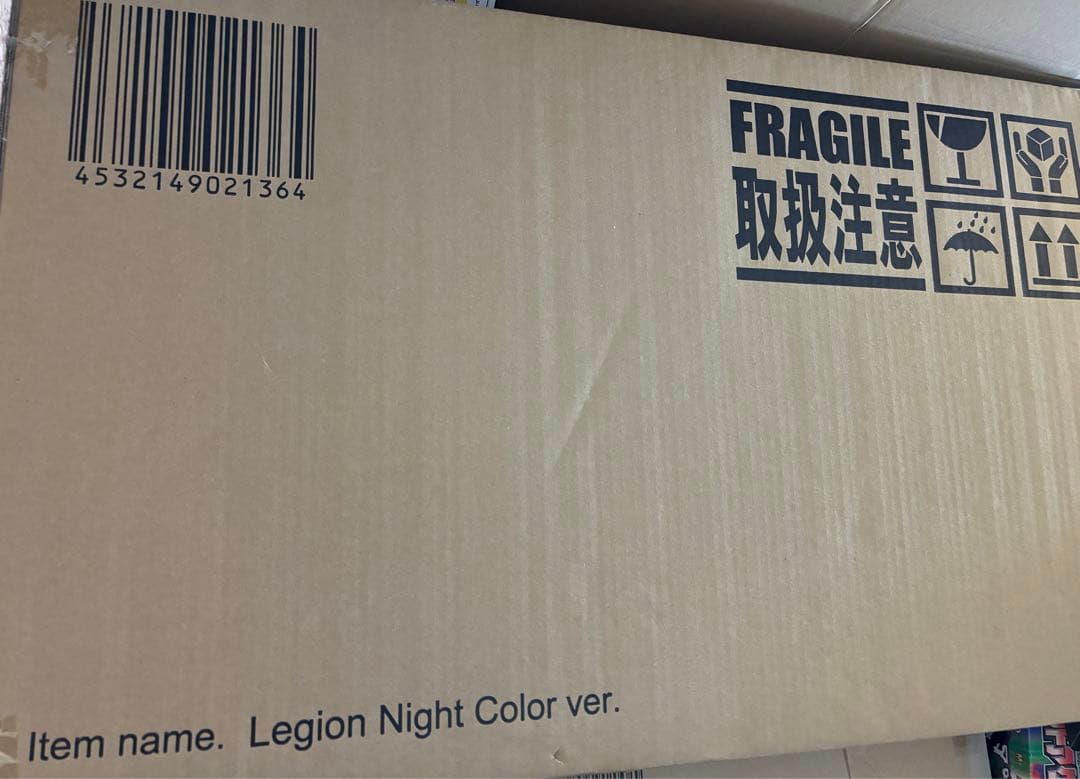 4532149021364
FRAGILE
取扱注意
Item name. Legion Night Color ver.